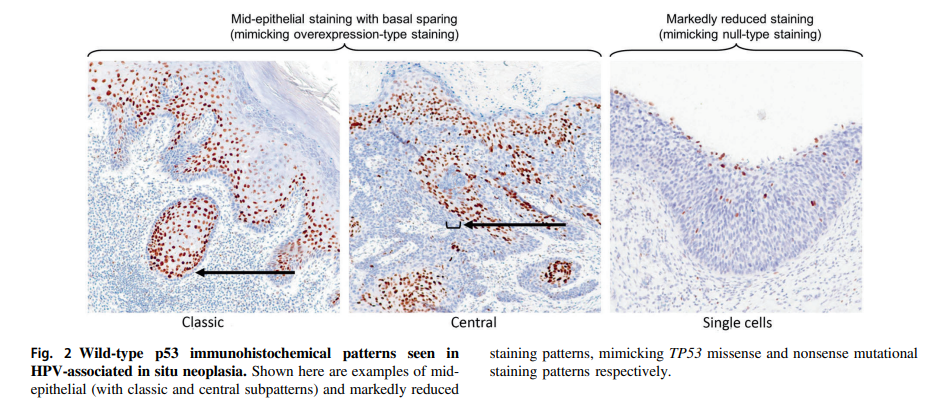 Mid-epithelial staining with basal sparing
(mimicking overexpression-type staining)
Markedly reduced staining
(mimicking null-type staining)
Classic
Central
Single cells
Fig. 2 Wild-type p53 immunohistochemical patterns seen in
HPV-associated in situ neoplasia. Shown here are examples of mid-
epithelial (with classic and central subpatterns) and markedly reduced
staining patterns, mimicking TP53 missense and nonsense mutational
staining patterns respectively.